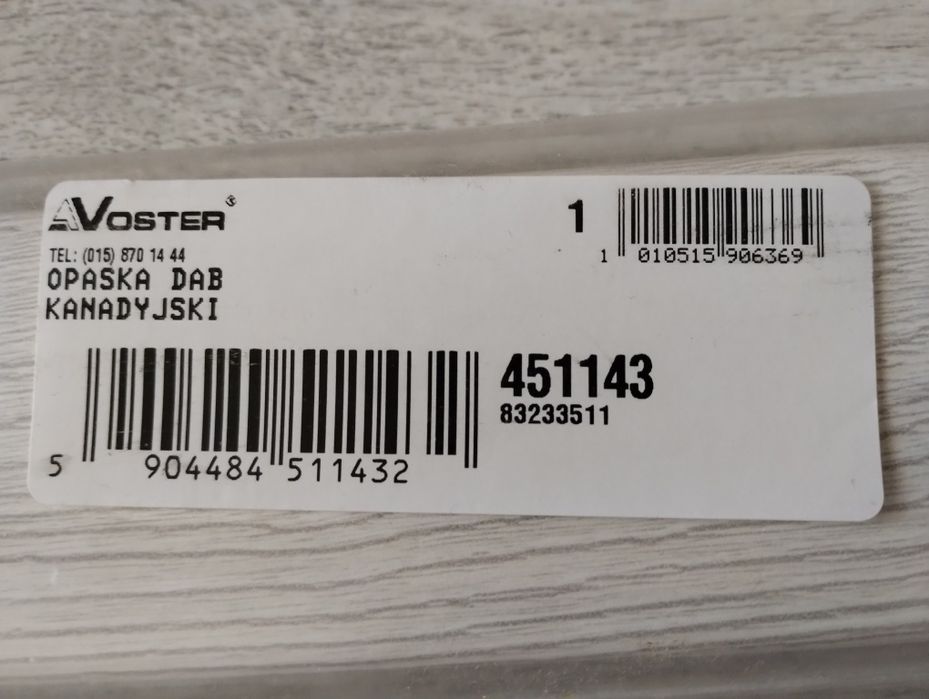 VOSTER®
TEL: (015) 870 14 44
OPASKA DAB
KANADYJSKI
1
1 010515 906369
451143
83233511
5 904484 511432